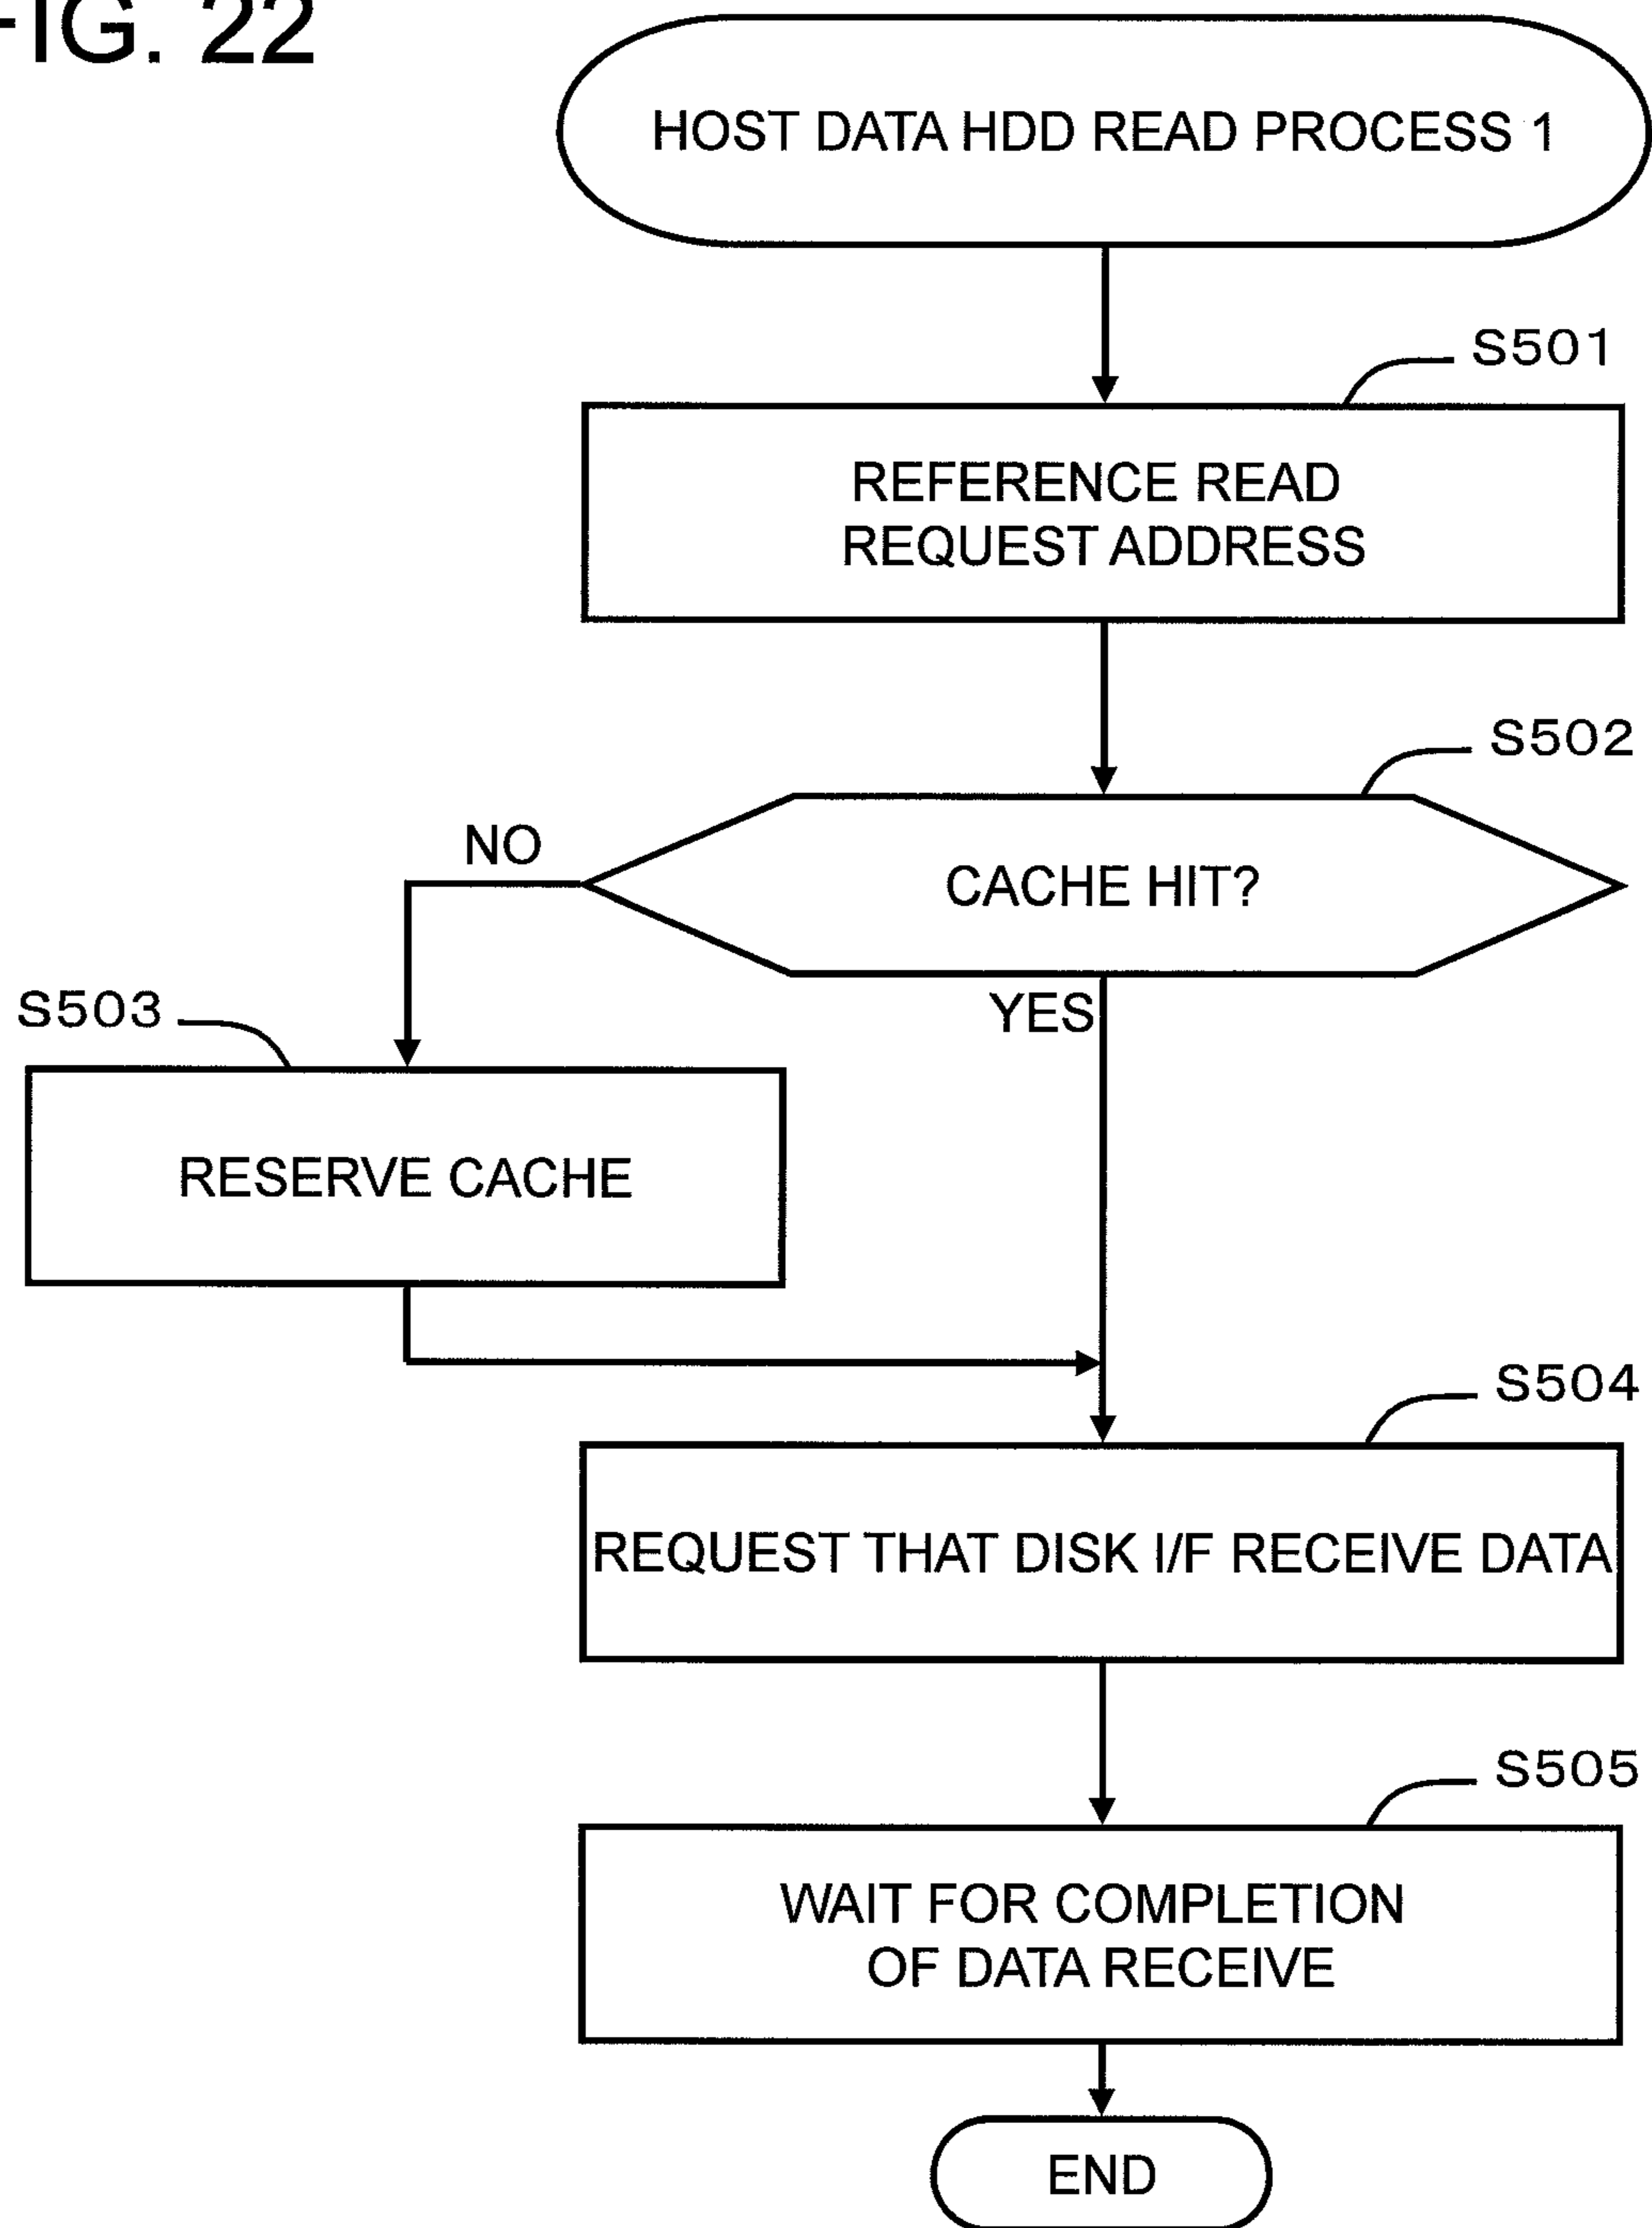 FIG. 22
HOST DATA HDD READ PROCESS 1
S501
REFERENCE READ
REQUEST ADDRESS
S502
NO
CACHE HIT?
YES
S503
RESERVE CACHE
S504
REQUEST THAT DISK I/F RECEIVE DATA
S505
WAIT FOR COMPLETION
OF DATA RECEIVE
END